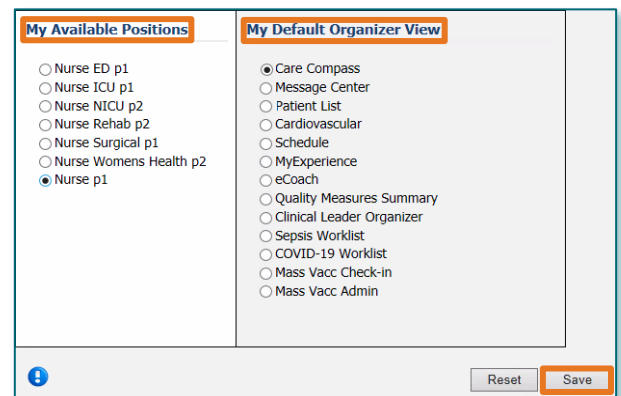 My Available Positions
Nurse ED p1
Nurse ICU p1
Nurse NICU p2
Nurse Rehab p2
Nurse Surgical p1
Nurse Womens Health p2
Nurse p1
My Default Organizer View
Care Compass
Message Center
Patient List
Cardiovascular
Schedule
MyExperience
eCoach
Quality Measures Summary
Clinical Leader Organizer
Sepsis Worklist
COVID-19 Worklist
Mass Vacc Check-in
Mass Vacc Admin
Reset
Save